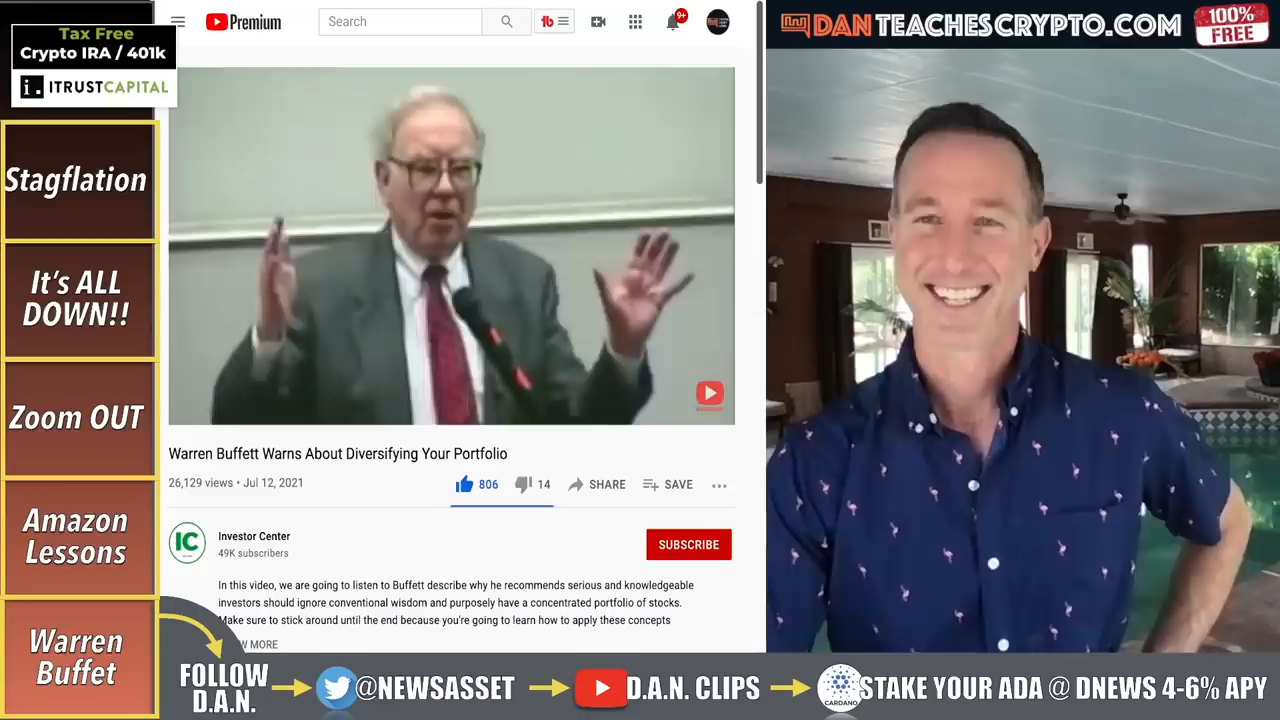 Tax Free
Crypto IRA / 401k
i. ITRUSTCAPITAL
Stagflation
It's ALL
DOWN!!
Zoom OUT
Amazon
Lessons
Warren
Buffet
Premium
Search
tb
9+
Warren Buffett Warns About Diversifying Your Portfolio
26,129 views • Jul 12, 2021
806
14
SHARE
SAVE
IC
Investor Center
49K subscribers
SUBSCRIBE
In this video, we are going to listen to Buffett describe why he recommends serious and knowledgeable
investors should ignore conventional wisdom and purposely have a concentrated portfolio of stocks.
Make sure to stick around until the end because you're going to learn how to apply these concepts
MORE
DANTEACHESCRYPTO.COM
100%
FREE
FOLLOW
D.A.N.
@NEWSASSET
D.A.N. CLIPS
CARDANO
STAKE YOUR ADA @ DNEWS 4-6% APY